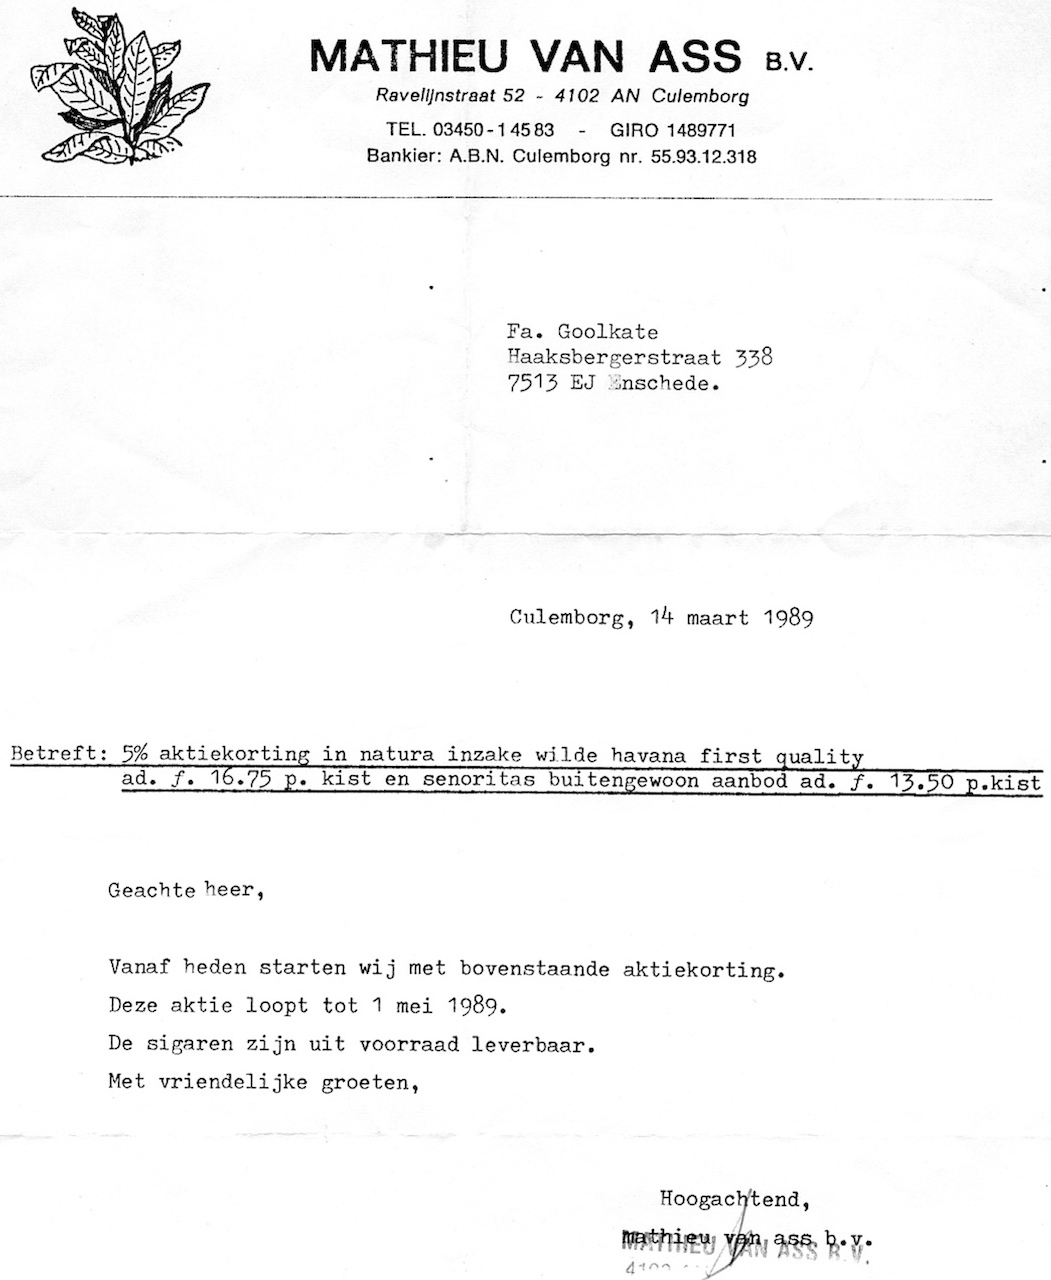 MATHIEU VAN ASS B.V.
Ravelijnstraat 52 - 4102 AN Culemborg
TEL. 03450-14583 - GIRO 1489771
Bankier: A.B.N. Culemborg nr. 55.93.12.318
Fa. Goolkate
Haaksbergerstraat 338
7513 EJ Enschede.
Culemborg, 14 maart 1989
Betreft: 5% aktiekorting in natura inzake wilde havana first quality
ad. f. 16.75 p. kist en senoritas buitengewoon aanbod ad. f. 13.50 p.kist
Geachte heer,
Vanaf heden starten wij met bovenstaande aktiekorting.
Deze aktie loopt tot 1 mei 1989.
De sigaren zijn uit voorraad leverbaar.
Met vriendelijke groeten,
Hoogachtend,
mathieu van ass b.v.
MATHIEU VAN ASS B.V.